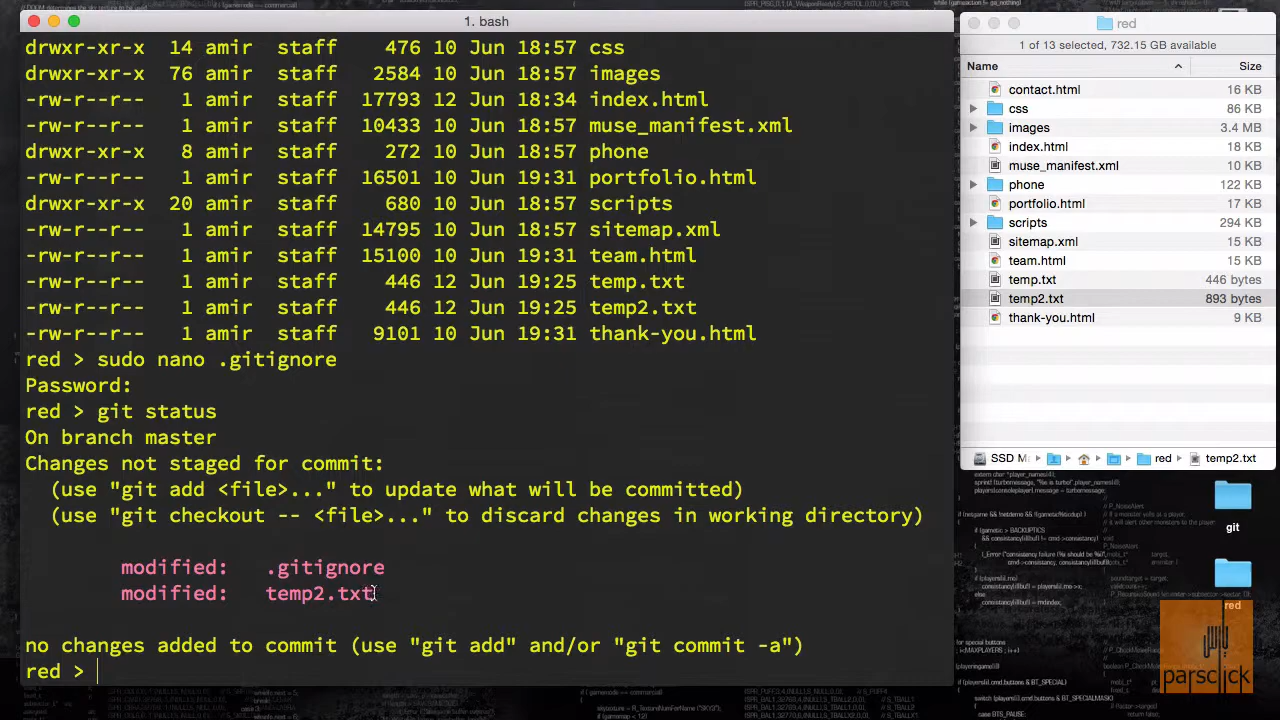 1. bash
drwxr-xr-x  14 amir  staff    476 10 Jun 18:57 css
drwxr-xr-x  76 amir  staff   2584 10 Jun 18:57 images
-rw-r--r--   1 amir  staff  17793 12 Jun 18:34 index.html
-rw-r--r--   1 amir  staff  10433 10 Jun 18:57 muse_manifest.xml
drwxr-xr-x   8 amir  staff    272 10 Jun 18:57 phone
-rw-r--r--   1 amir  staff  16501 10 Jun 19:31 portfolio.html
drwxr-xr-x  20 amir  staff    680 10 Jun 18:57 scripts
-rw-r--r--   1 amir  staff  14795 10 Jun 18:57 sitemap.xml
-rw-r--r--   1 amir  staff  15100 10 Jun 19:31 team.html
-rw-r--r--   1 amir  staff    446 12 Jun 19:25 temp.txt
-rw-r--r--   1 amir  staff    446 12 Jun 19:25 temp2.txt
-rw-r--r--   1 amir  staff   9101 10 Jun 19:31 thank-you.html
red > sudo nano .gitignore
Password:
red > git status
On branch master
Changes not staged for commit:
  (use "git add <file>..." to update what will be committed)
  (use "git checkout -- <file>..." to discard changes in working directory)
modified:   .gitignore
modified:   temp2.txt
no changes added to commit (use "git add" and/or "git commit -a")
red >
red
1 of 13 selected, 732.15 GB available
Name Size
contact.html 16 KB
css 86 KB
images 3.4 MB
index.html 18 KB
muse_manifest.xml 10 KB
phone 122 KB
portfolio.html 17 KB
scripts 294 KB
sitemap.xml 15 KB
team.html 15 KB
temp.txt 446 bytes
temp2.txt 893 bytes
thank-you.html 9 KB
SSD M red temp2.txt
git
red
parsclick